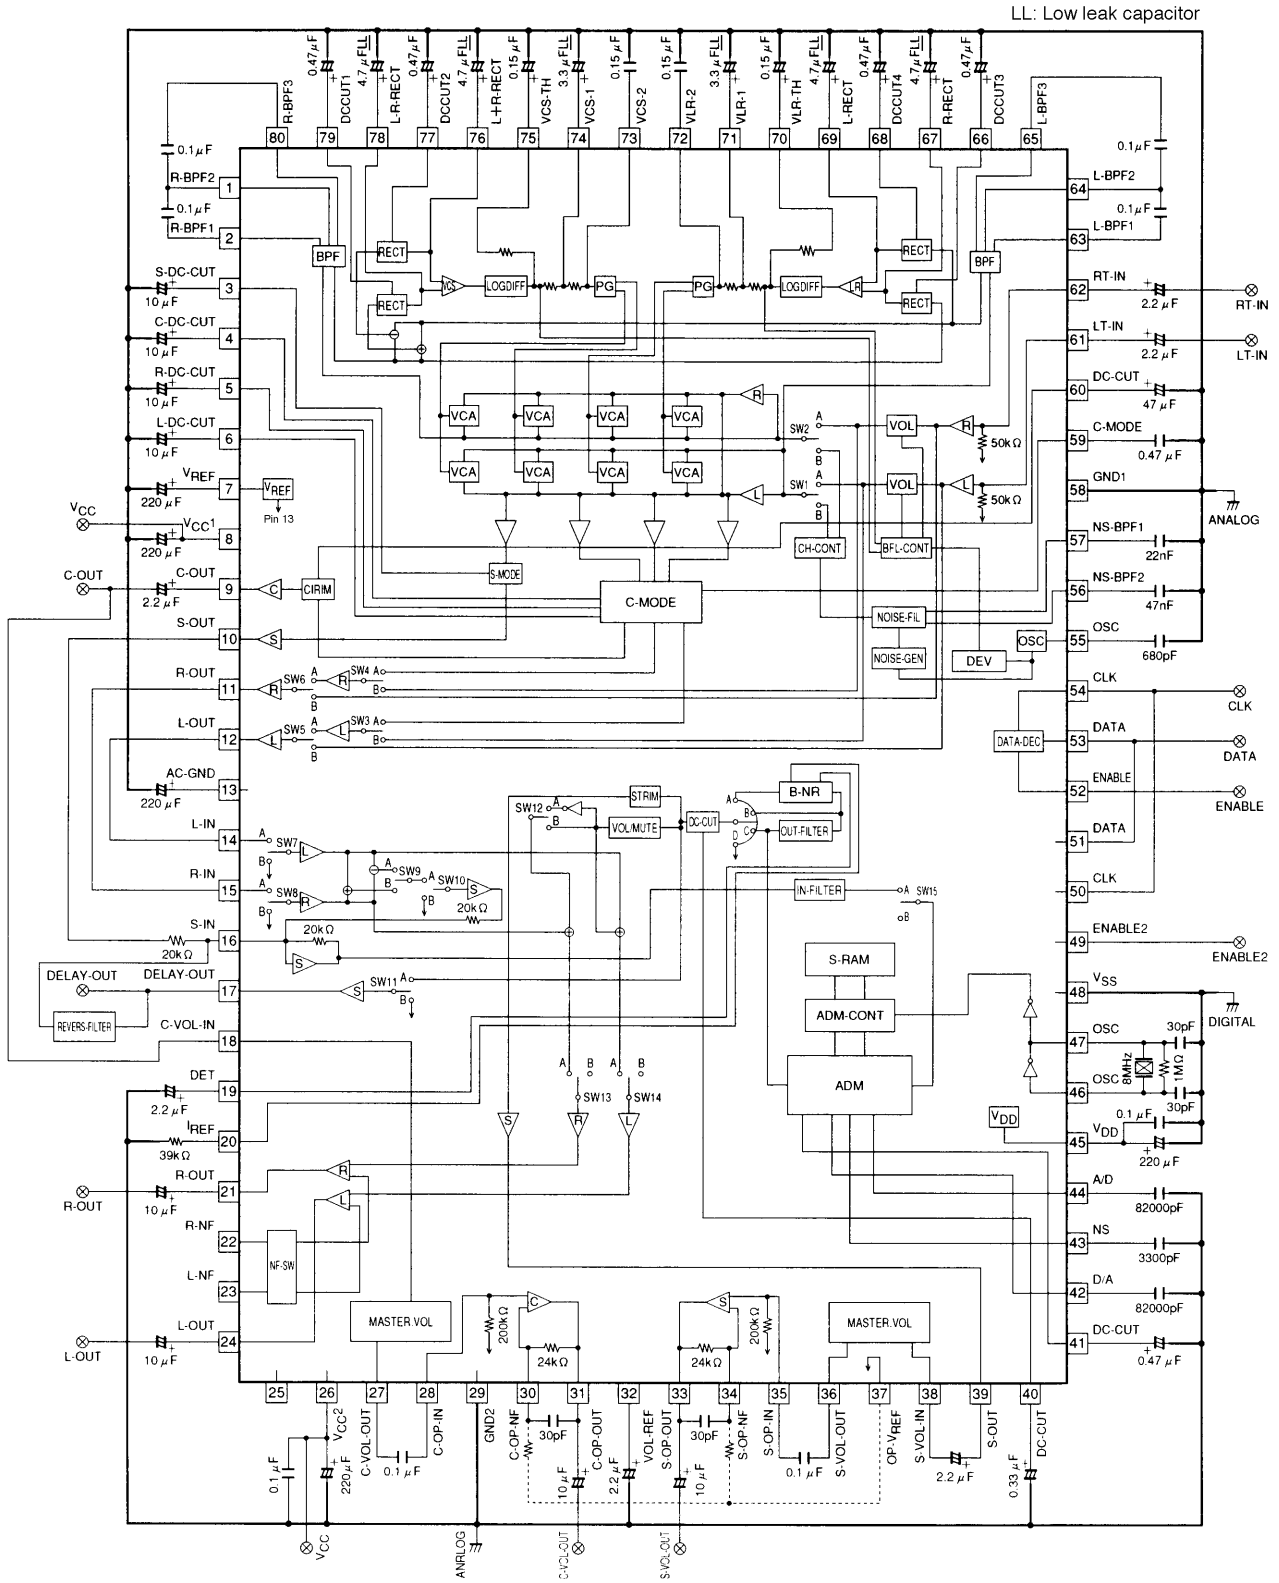 LL: Low leak capacitor
0.47μF
4.7μFLL
0.47μF
4.7μFLL
0.15μF
3.3μFLL
0.15μF
0.15μF
3.3μFLL
0.15μF
4.7μFLL
0.47μF
4.7μFLL
0.47μF
R-BPF3
DCCUT1
L-R-RECT
DCCUT2
L+R-RECT
VCS-TH
VCS-1
VCS-2
VLR-2
VLR-1
VLR-TH
L-RECT
DCCUT4
R-RECT
DCCUT3
L-BPF3
80 79 78 77 76 75 74 73 72 71 70 69 68 67 66 65
0.1μF
R-BPF2
1
0.1μF
R-BPF1
2
S-DC-CUT
3
10μF
C-DC-CUT
4
10μF
R-DC-CUT
5
10μF
L-DC-CUT
6
10μF
VREF
7
220μF
VCC
VCC1
8
220μF
C-OUT
C-OUT
9
2.2μF
S-OUT
10
R-OUT
11
L-OUT
12
AC-GND
13
220μF
L-IN
14
R-IN
15
S-IN
16
20kΩ
DELAY-OUT
DELAY-OUT
17
REVERS-FILTER
C-VOL-IN
18
DET
19
2.2μF
IREF
20
39kΩ
R-OUT
21
R-OUT
10μF
R-NF
22
L-NF
23
L-OUT
24
L-OUT
10μF
BPF
RECT
RECT
VCS
LOGDIFF
PG
PG
LOGDIFF
LR
RECT
RECT
BPF
VCA VCA VCA VCA
R
SW2
A
B
VOL
R
50kΩ
VCA VCA VCA VCA
L
SW1
A
B
VOL
L
50kΩ
VREF
Pin 13
C
CIRIM
S-MODE
C-MODE
CH-CONT
BFL-CONT
NOISE-FIL
NOISE-GEN
DEV
OSC
S
R
SW6
A
B
R
SW4
A
B
L
SW5
A
B
L
SW3
A
B
DATA-DEC
STRIM
SW12
A
B
VOL/MUTE
DC-CUT
A
B
C
D
B-NR
OUT-FILTER
A
SW7
B
L
A
SW8
B
R
A
SW9
B
A
SW10
B
S
20kΩ
20kΩ
S
IN-FILTER
A
SW15
B
S
SW11
A
B
S-RAM
ADM-CONT
ADM
A
B
A
B
SW13
SW14
S
R
L
R
L
NF-SW
VDD
MASTER.VOL
200kΩ
C
24kΩ
S
200kΩ
24kΩ
MASTER.VOL
0.1μF
L-BPF2
64
0.1μF
L-BPF1
63
RT-IN
62
2.2μF
RT-IN
LT-IN
61
2.2μF
LT-IN
DC-CUT
60
47μF
C-MODE
59
0.47μF
GND1
58
ANALOG
NS-BPF1
57
22nF
NS-BPF2
56
47nF
OSC
55
680pF
CLK
54
CLK
DATA
53
DATA
ENABLE
52
ENABLE
DATA
51
CLK
50
ENABLE2
49
ENABLE2
VSS
48
DIGITAL
OSC
47
30pF
8MHz
1MΩ
OSC
46
30pF
0.1μF
VDD
45
220μF
A/D
44
82000pF
NS
43
3300pF
D/A
42
82000pF
DC-CUT
41
0.47μF
25 26 27 28 29 30 31 32 33 34 35 36 37 38 39 40
VCC2
C-VOL-OUT
C-OP-IN
GND2
C-OP-NF
C-OP-OUT
VOL-REF
S-OP-OUT
S-OP-NF
S-OP-IN
S-VOL-OUT
OP-VREF
S-VOL-IN
S-OUT
DC-CUT
0.1μF
220μF
0.1μF
30pF
10μF
2.2μF
30pF
10μF
0.1μF
2.2μF
0.33μF
VCC
ANRLOG
C-VOL-OUT
S-VOL-OUT